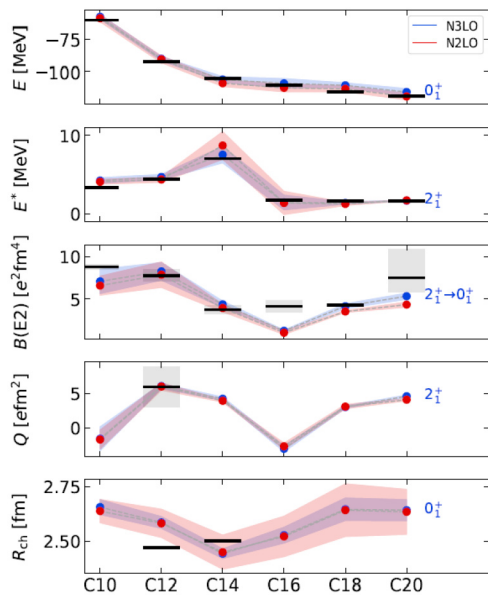 N3LO
N2LO
E [MeV]
−75
−100
0₁⁺
E* [MeV]
10
0
2₁⁺
B(E2) [e²fm⁴]
10
5
2₁⁺→0₁⁺
Q [efm²]
5
0
2₁⁺
R_ch [fm]
2.75
2.50
0₁⁺
C10 C12 C14 C16 C18 C20